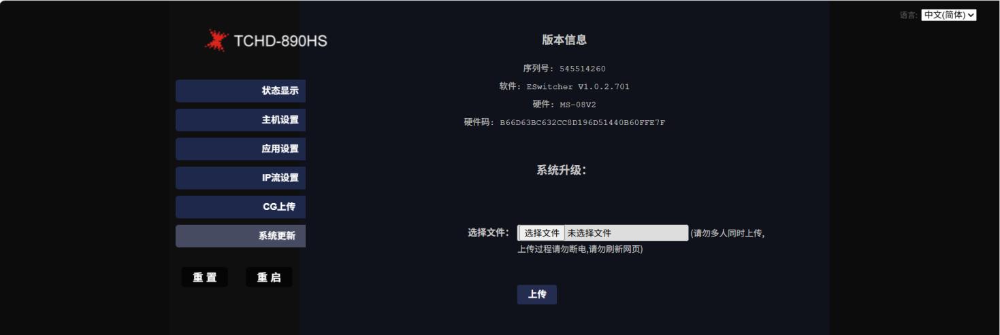 语言: 中文(简体)
TCHD-890HS
状态显示
主机设置
应用设置
IP流设置
CG上传
系统更新
重 置 重 启
版本信息
序列号: 545514260
软件: ESwitcher V1.0.2.701
硬件: MS-08V2
硬件码: B66D63BC632CC8D196D51440B60FFE7F
系统升级:
选择文件: 选择文件 未选择文件 (请勿多人同时上传,
上传过程请勿断电,请勿刷新网页)
上传